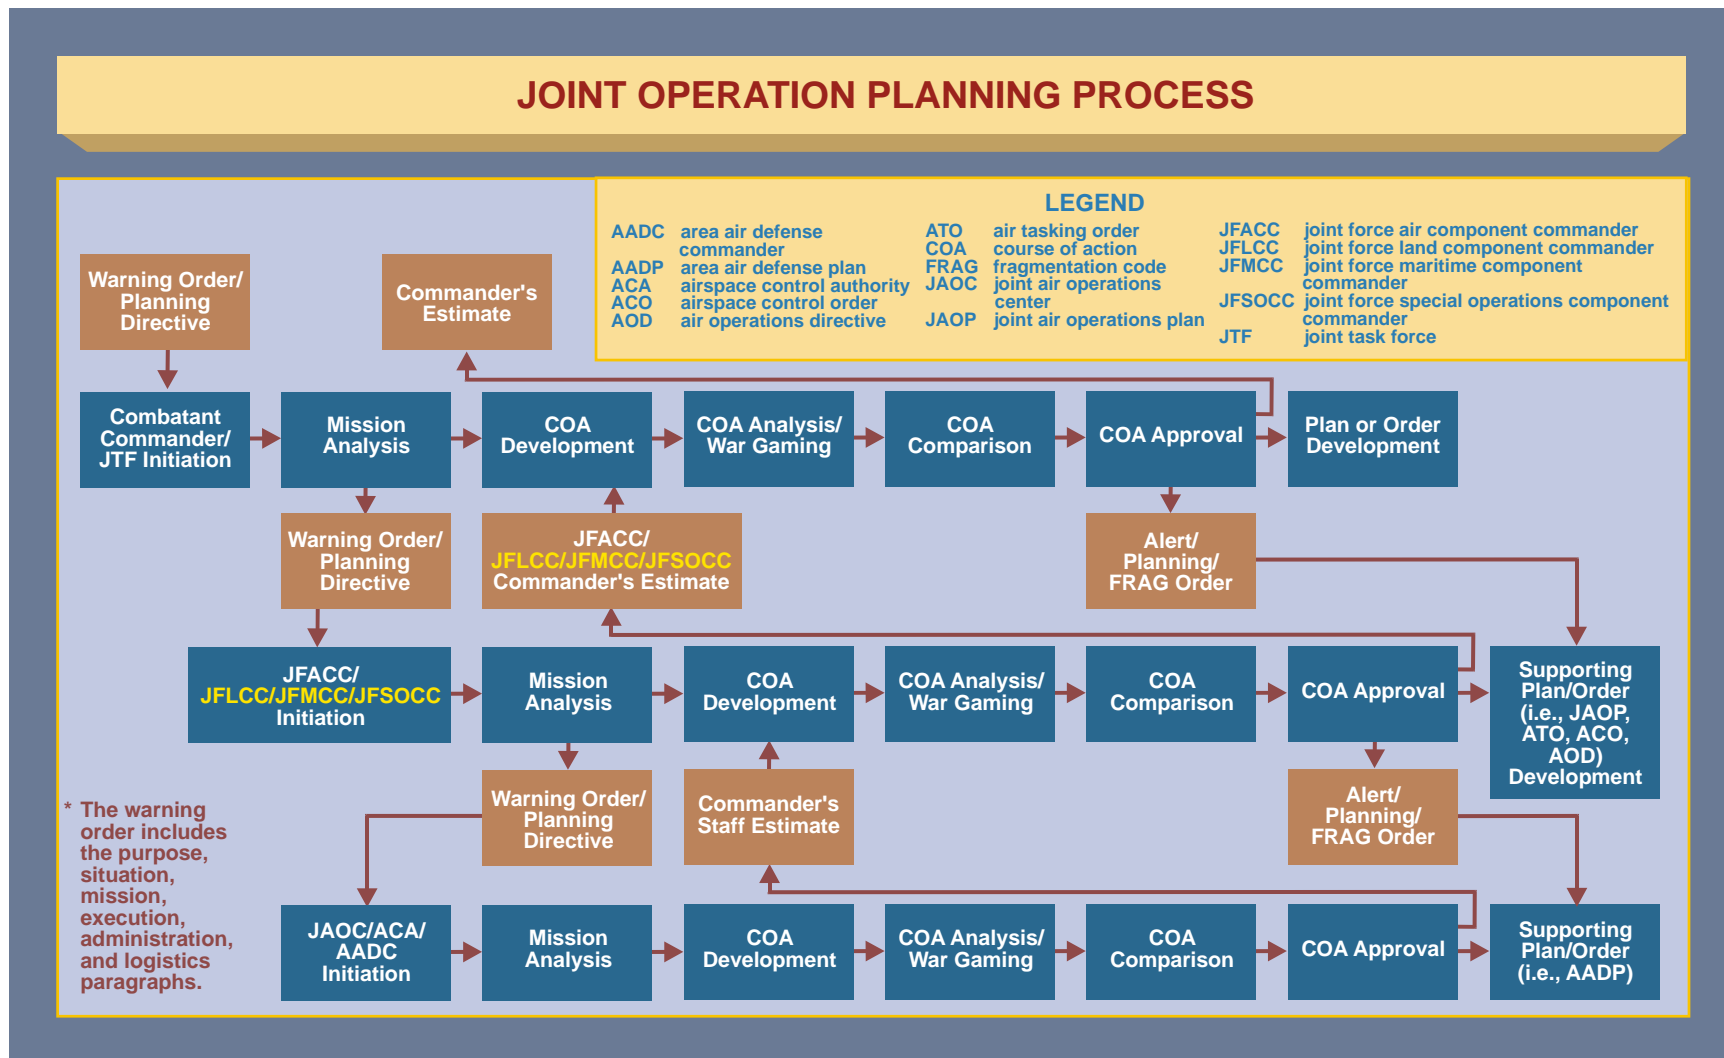 JOINT OPERATION PLANNING PROCESS
LEGEND
AADC area air defense
commander
AADP area air defense plan
ACA airspace control authority
ACO airspace control order
AOD air operations directive
ATO air tasking order
COA course of action
FRAG fragmentation code
JAOC joint air operations
center
JAOP joint air operations plan
JFACC joint force air component commander
JFLCC joint force land component commander
JFMCC joint force maritime component
commander
JFSOCC joint force special operations component
commander
JTF joint task force
Warning Order/
Planning
Directive
Commander's
Estimate
Combatant
Commander/
JTF Initiation
Mission
Analysis
COA
Development
COA Analysis/
War Gaming
COA
Comparison
COA Approval
Plan or Order
Development
Warning Order/
Planning
Directive
JFACC/
JFLCC/JFMCC/JFSOCC
Commander's Estimate
Alert/
Planning/
FRAG Order
JFACC/
JFLCC/JFMCC/JFSOCC
Initiation
Mission
Analysis
COA
Development
COA Analysis/
War Gaming
COA
Comparison
COA Approval
Supporting
Plan/Order
(i.e., JAOP,
ATO, ACO,
AOD)
Development
Warning Order/
Planning
Directive
Commander's
Staff Estimate
Alert/
Planning/
FRAG Order
* The warning
order includes
the purpose,
situation,
mission,
execution,
administration,
and logistics
paragraphs.
JAOC/ACA/
AADC
Initiation
Mission
Analysis
COA
Development
COA Analysis/
War Gaming
COA
Comparison
COA Approval
Supporting
Plan/Order
(i.e., AADP)